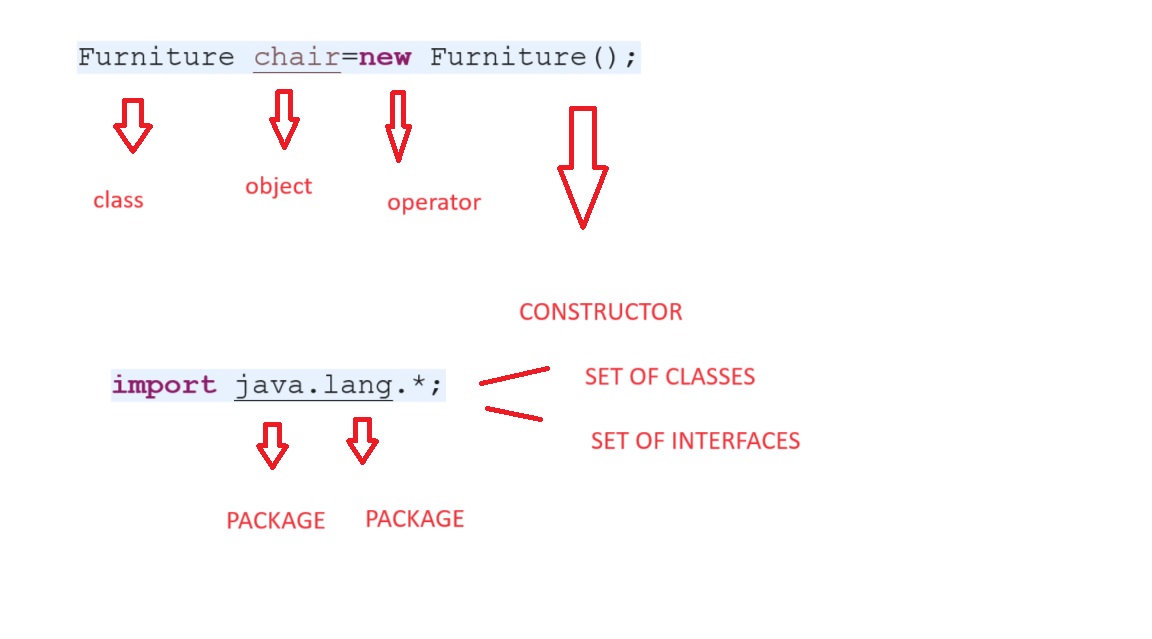 Furniture chair=new Furniture();
class
object
operator
CONSTRUCTOR
import java.lang.*;
SET OF CLASSES
SET OF INTERFACES
PACKAGE
PACKAGE